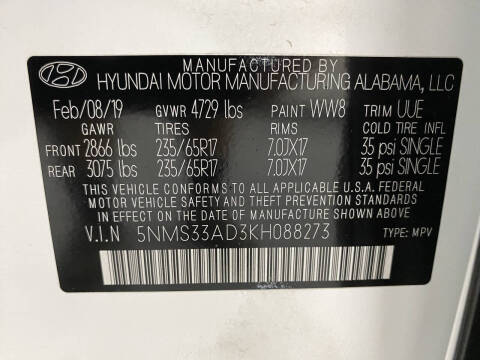 MANUFACTURED BY
HYUNDAI MOTOR MANUFACTURING ALABAMA, LLC
Feb/08/19 GVWR 4729 lbs PAINT WW8 TRIM UUE
GAWR TIRES RIMS COLD TIRE INFL
FRONT 2866 lbs 235/65R17 7.0JX17 35 psi SINGLE
REAR 3075 lbs 235/65R17 7.0JX17 35 psi SINGLE
THIS VEHICLE CONFORMS TO ALL APPLICABLE U.S.A. FEDERAL
MOTOR VEHICLE SAFETY AND THEFT PREVENTION STANDARDS
IN EFFECT ON THE DATE OF MANUFACTURE SHOWN ABOVE.
V.I.N 5NMS33AD3KH088273 TYPE: MPV